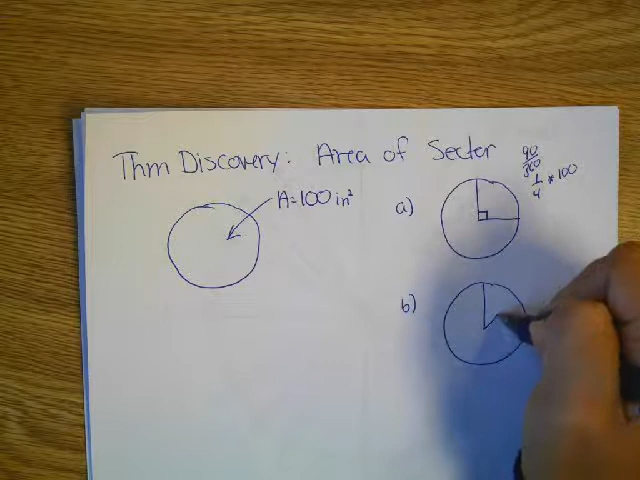 Thm Discovery: Area of Sector
A=100 in²
a)
90/360
1/4 * 100
b)